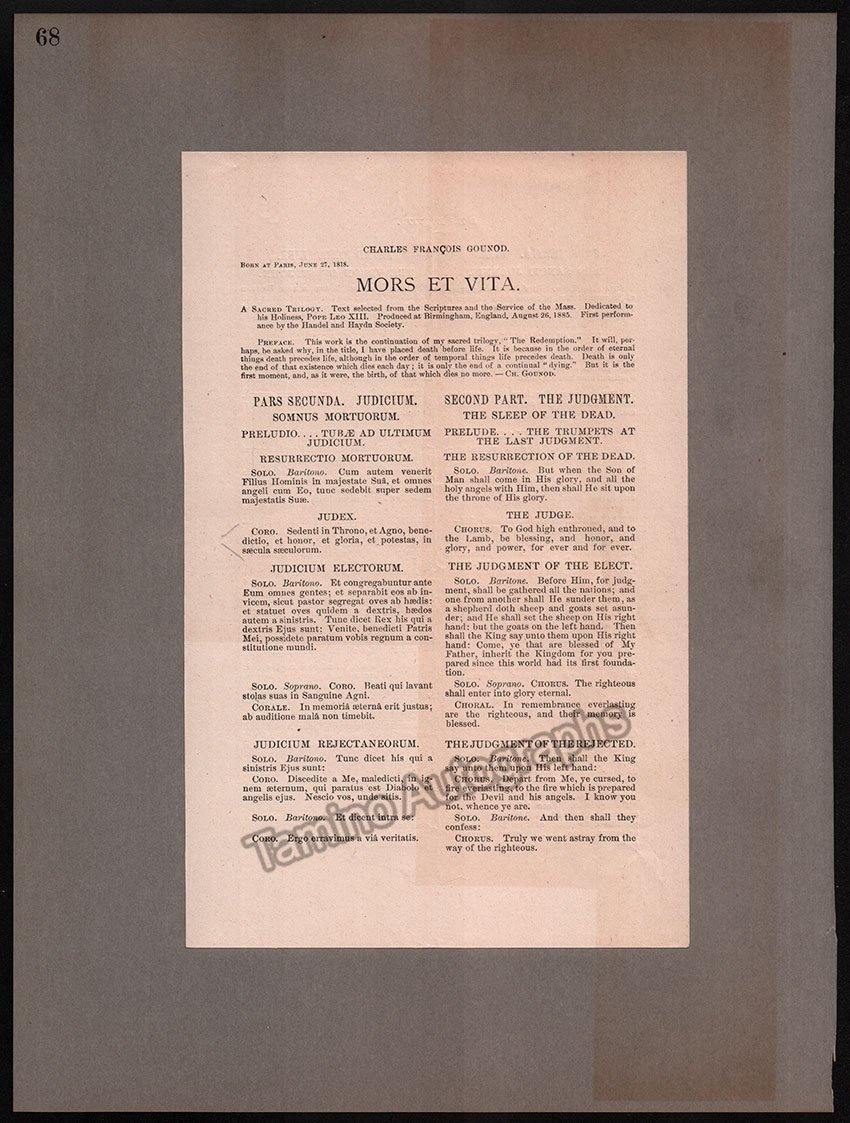 68
CHARLES FRANÇOIS GOUNOD.
BORN AT PARIS, JUNE 27, 1818.
MORS ET VITA.
A SACRED TRILOGY. Text selected from the Scriptures and the Service of the Mass. Dedicated to
his Holiness, POPE LEO XIII. Produced at Birmingham, England, August 26, 1885. First perform-
ance by the Handel and Haydn Society.
PREFACE. This work is the continuation of my sacred trilogy, "The Redemption." It will, per-
haps, be asked why, in the title, I have placed death before life. It is because in the order of eternal
things death precedes life, although in the order of temporal things life precedes death. Death is only
the end of that existence which dies each day; it is only the end of a continual "dying." But it is the
first moment, and, as it were, the birth, of that which dies no more. — CH. GOUNOD.
PARS SECUNDA. JUDICIUM.
SOMNUS MORTUORUM.
PRELUDIO.... TUBÆ AD ULTIMUM
JUDICIUM.
RESURRECTIO MORTUORUM.
SOLO. Baritono. Cum autem venerit
Filius Hominis in majestate Suâ, et omnes
angeli cum Eo, tunc sedebit super sedem
majestatis Suæ.
JUDEX.
CORO. Sedenti in Throno, et Agno, bene-
dictio, et honor, et gloria, et potestas, in
sæcula sæculorum.
JUDICIUM ELECTORUM.
SOLO. Baritono. Et congregabuntur ante
Eum omnes gentes; et separabit eos ab in-
vicem, sicut pastor segregat oves ab hædis:
et statuet oves quidem a dextris, hædos
autem a sinistris. Tunc dicet Rex his qui a
dextris Ejus sunt: Venite, benedicti Patris
Mei, possidete paratum vobis regnum a con-
stitutione mundi.
SOLO. Soprano. CORO. Beati qui lavant
stolas suas in Sanguine Agni.
CORALE. In memoriâ æternâ erit justus;
ab auditione malâ non timebit.
JUDICIUM REJECTANEORUM.
SOLO. Baritono. Tunc dicet his qui a
sinistris Ejus sunt:
CORO. Discedite a Me, maledicti, in ig-
nem æternum, qui paratus est Diabolo et
angelis ejus. Nescio vos, unde sitis.
SOLO. Baritono. Et dicent intra se:
CORO. Ergo erravimus a viâ veritatis.
SECOND PART. THE JUDGMENT.
THE SLEEP OF THE DEAD.
PRELUDE.... THE TRUMPETS AT
THE LAST JUDGMENT.
THE RESURRECTION OF THE DEAD.
SOLO. Baritone. But when the Son of
Man shall come in His glory, and all the
holy angels with Him, then shall He sit upon
the throne of His glory.
THE JUDGE.
CHORUS. To God high enthroned, and to
the Lamb, be blessing, and honor, and
glory, and power, for ever and for ever.
THE JUDGMENT OF THE ELECT.
SOLO. Baritone. Before Him, for judg-
ment, shall be gathered all the nations; and
one from another shall He sunder them, as
a shepherd doth sheep and goats set asun-
der; and He shall set the sheep on His right
hand: but the goats on the left hand. Then
shall the King say unto them upon His right
hand: Come, ye that are blessed of My
Father, inherit the Kingdom for you pre-
pared since this world had its first founda-
tion.
SOLO. Soprano. CHORUS. The righteous
shall enter into glory eternal.
CHORAL. In remembrance everlasting
are the righteous, and their memory is
blessed.
THE JUDGMENT OF THE REJECTED.
SOLO. Baritone. Then shall the King
say unto them upon His left hand:
CHORUS. Depart from Me, ye cursed, to
fire everlasting, to the fire which is prepared
for the Devil and his angels. I know you
not, whence ye are.
SOLO. Baritone. And then shall they
confess:
CHORUS. Truly we went astray from the
way of the righteous.
Tamino Autographs